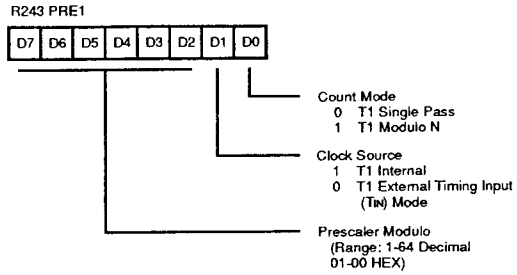 R243 PRE1
D7 D6 D5 D4 D3 D2 D1 D0
Count Mode
0 T1 Single Pass
1 T1 Modulo N
Clock Source
1 T1 Internal
0 T1 External Timing Input
(TIN) Mode
Prescaler Modulo
(Range: 1-64 Decimal
01-00 HEX)